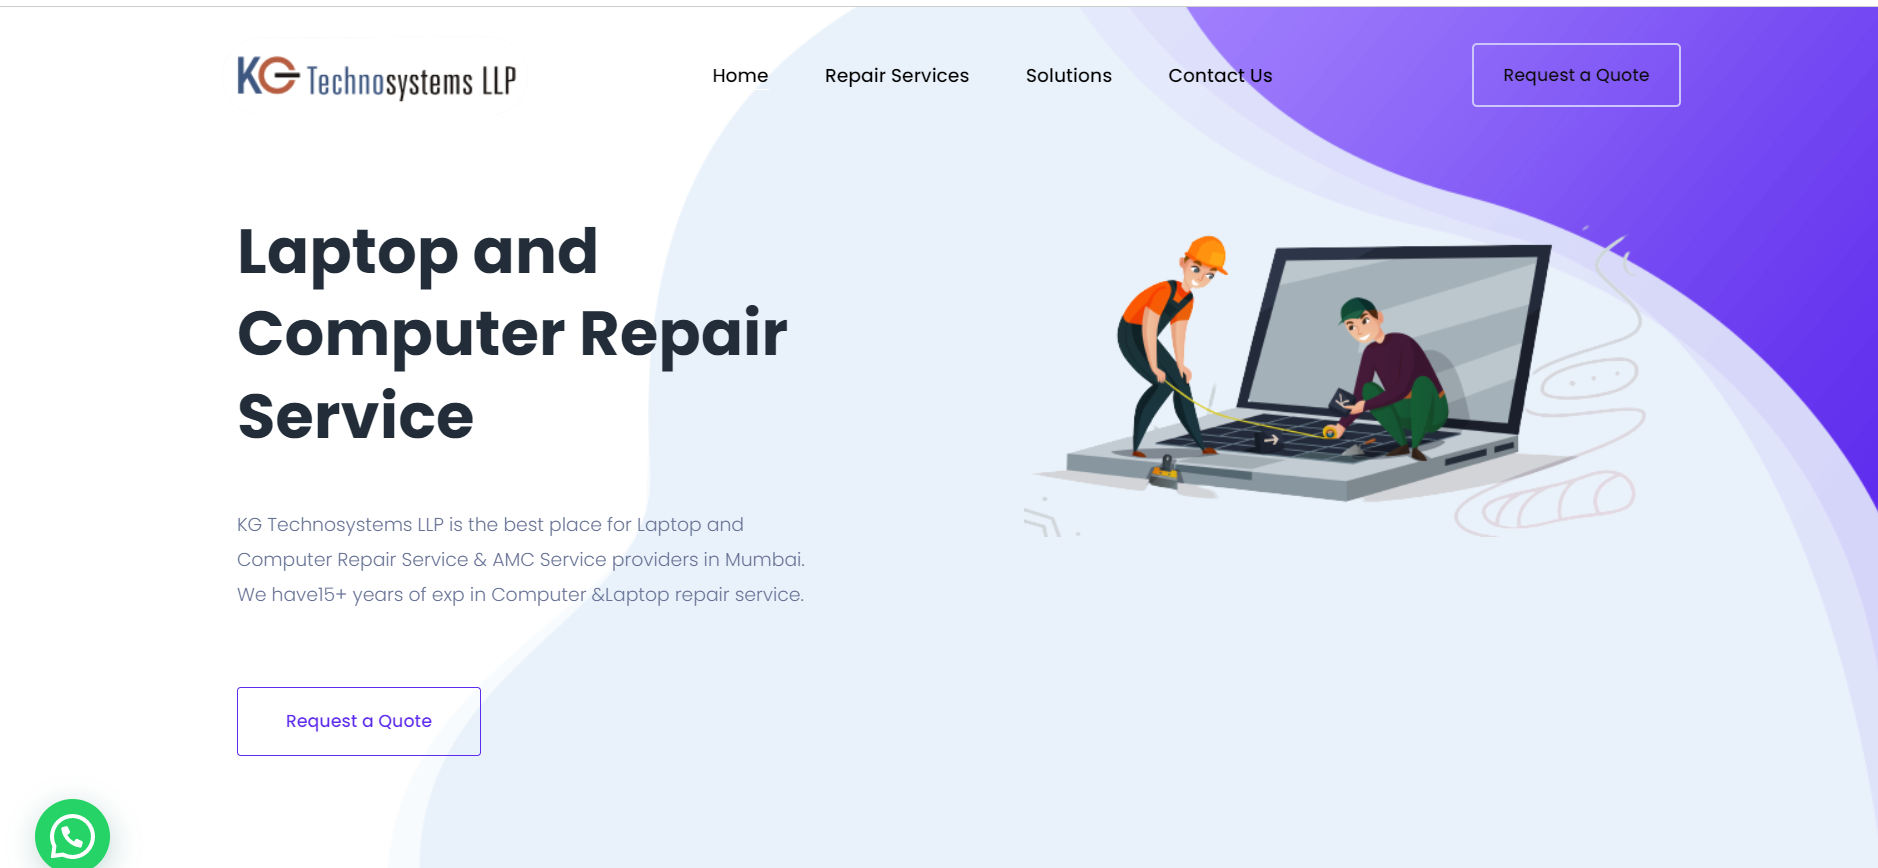 KG Technosystems LLP
Home
Repair Services
Solutions
Contact Us
Request a Quote
Laptop and
Computer Repair
Service
KG Technosystems LLP is the best place for Laptop and
Computer Repair Service & AMC Service providers in Mumbai.
We have15+ years of exp in Computer &Laptop repair service.
Request a Quote